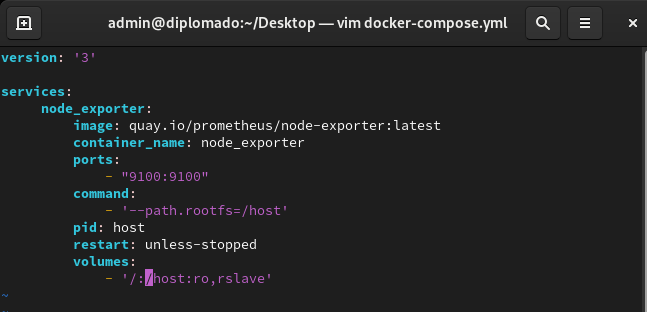 admin@diplomado:~/Desktop — vim docker-compose.yml
version: '3'
services:
node_exporter:
image: quay.io/prometheus/node-exporter:latest
container_name: node_exporter
ports:
- "9100:9100"
command:
- '--path.rootfs=/host'
pid: host
restart: unless-stopped
volumes:
- '/:/host:ro,rslave'
~
~